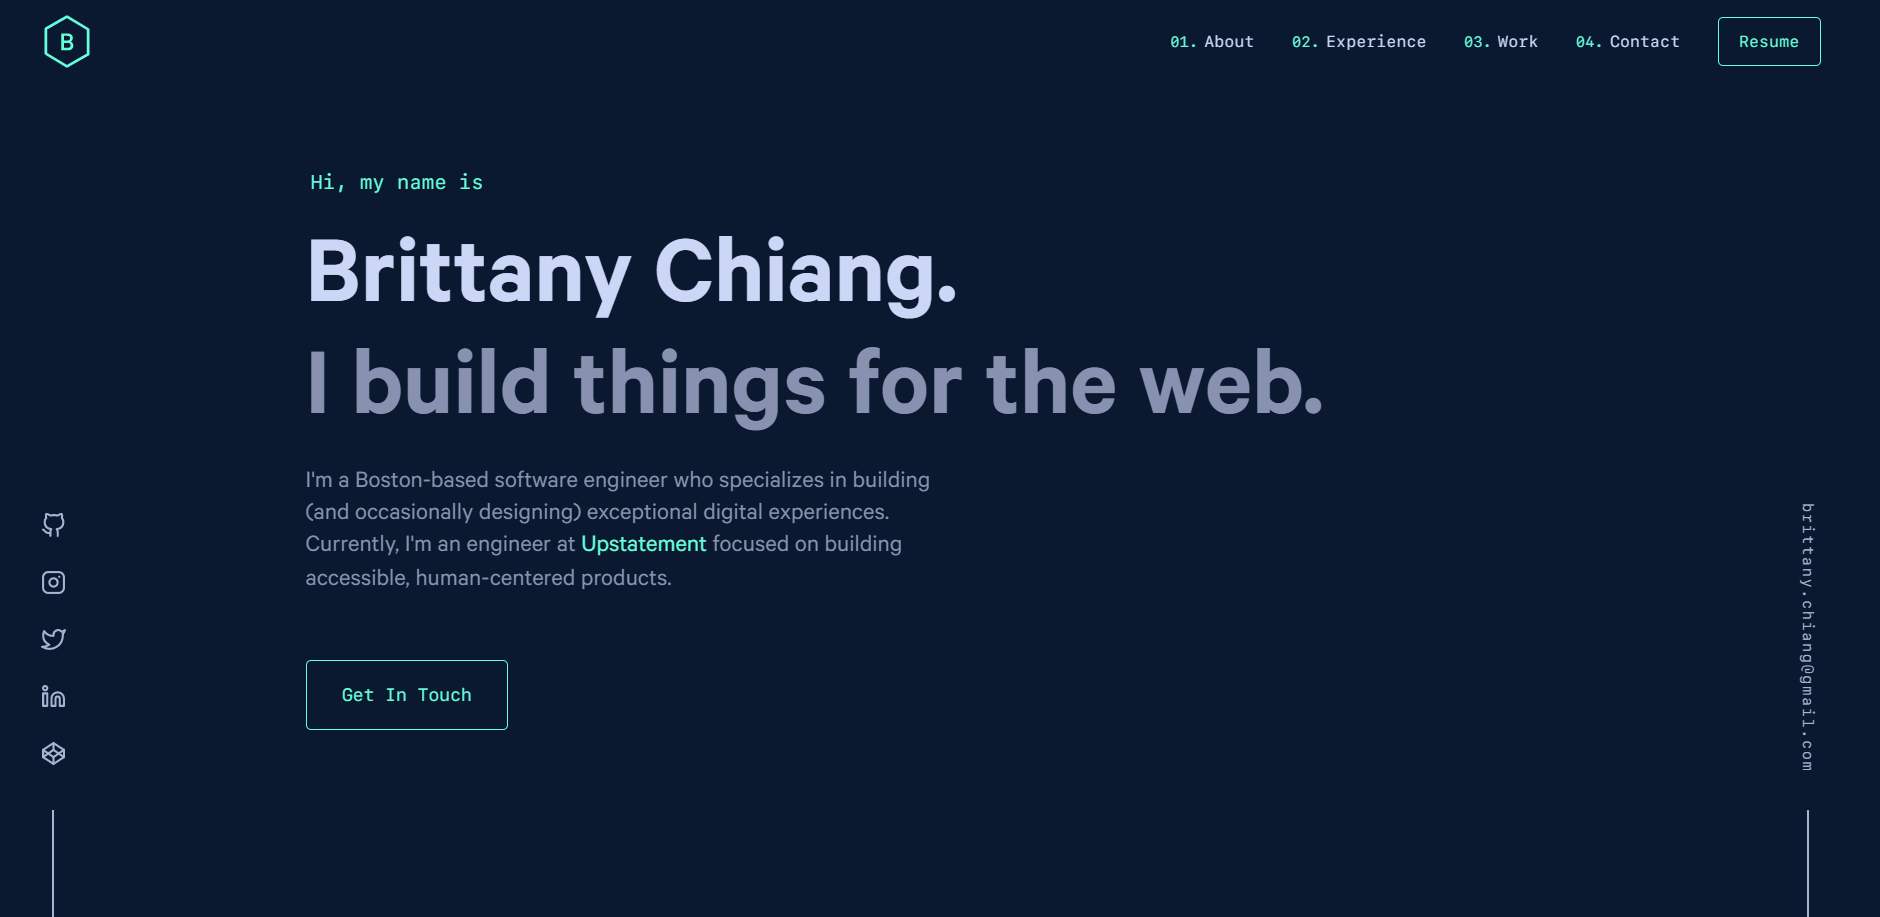 B
01. About 02. Experience 03. Work 04. Contact Resume
Hi, my name is
Brittany Chiang.
I build things for the web.
I'm a Boston-based software engineer who specializes in building
(and occasionally designing) exceptional digital experiences.
Currently, I'm an engineer at Upstatement focused on building
accessible, human-centered products.
Get In Touch
brittany.chiang@gmail.com